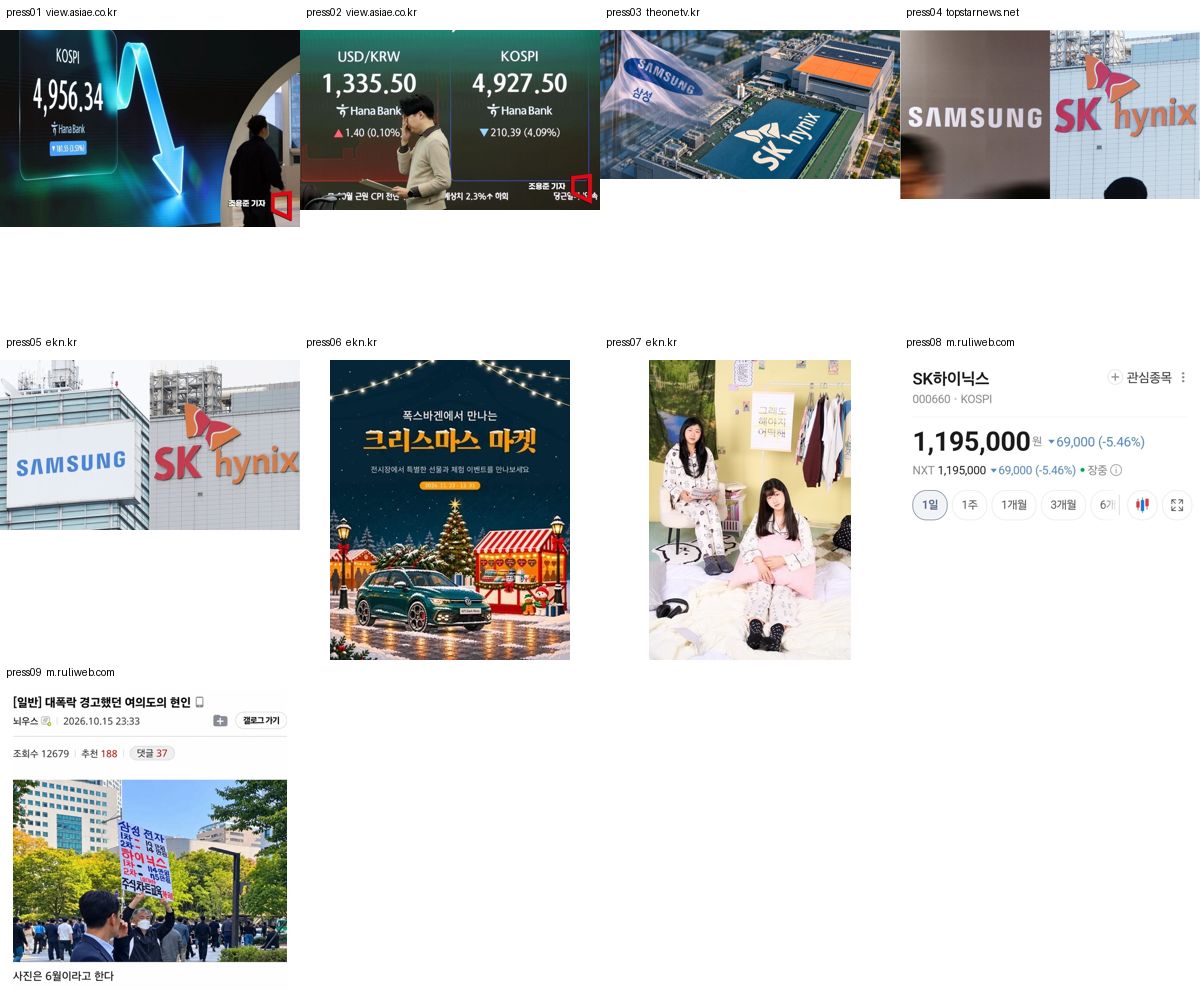 press01 view.asiae.co.kr
KOSPI
4,956.34
Hana Bank
조용준 기자
press02 view.asiae.co.kr
USD/KRW
1,335.50
Hana Bank
▲1.40 (0.10%)
KOSPI
4,927.50
Hana Bank
▼210.39 (4.09%)
조용준 기자
press03 theonetv.kr
SAMSUNG
삼성
SK hynix
press04 topstarnews.net
SAMSUNG
SK hynix
press05 ekn.kr
SAMSUNG
SK hynix
press06 ekn.kr
폭스바겐에서 만나는
크리스마스 마켓
전시장에서 특별한 선물과 체험 이벤트를 만나보세요
press07 ekn.kr
그래도
해야지
어떡해
press08 m.ruliweb.com
SK하이닉스
관심종목
000660 · KOSPI
1,195,000원 ▼69,000 (-5.46%)
NXT 1,195,000 ▼69,000 (-5.46%) 장중
1일 1주 1개월 3개월
press09 m.ruliweb.com
[일반] 대폭락 경고했던 여의도의 현인
뇌우스 2026.10.15 23:33
갤로그 가기
조회수 12679 추천 188 댓글 37
삼성 전자
하이닉스
주식차트교육
사진은 6월이라고 한다